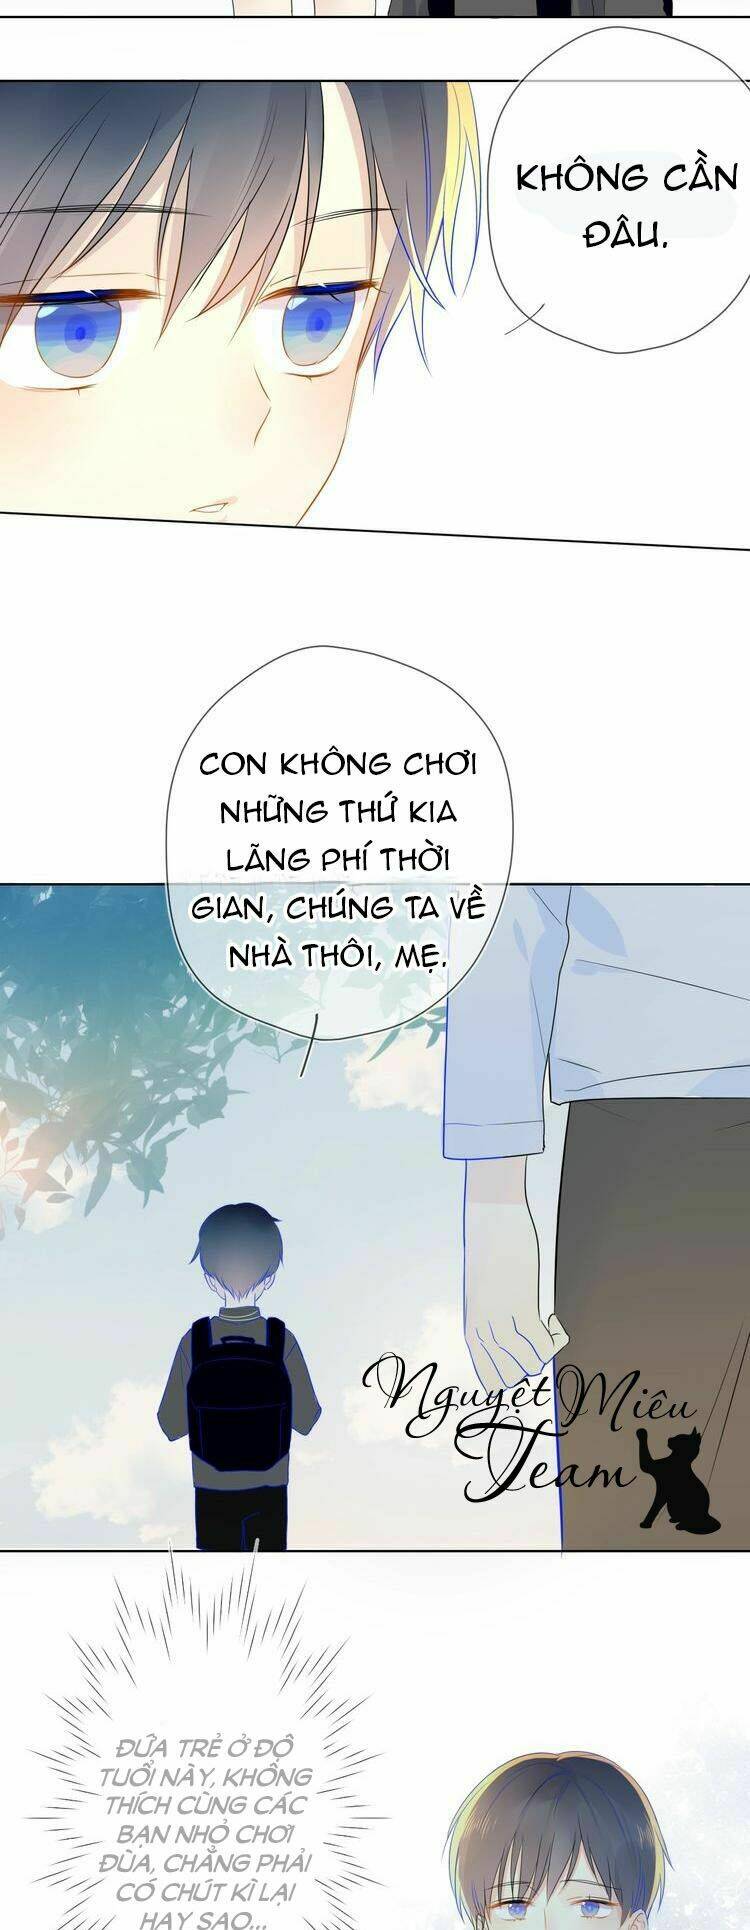 KHÔNG CẦN
ĐÂU.
CON KHÔNG CHƠI
NHỮNG THỨ KIA
LÃNG PHÍ THỜI
GIAN, CHÚNG TA VỀ
NHÀ THÔI, MẸ.
Nguyệt Miêu
Team
ĐỨA TRẺ Ở ĐỘ
TUỔI NÀY, KHÔNG
THÍCH CÙNG CÁC
BẠN NHỎ CHƠI
ĐÙA, CHẲNG PHẢI
CÓ CHÚT KÌ LẠI
HAY SAO...